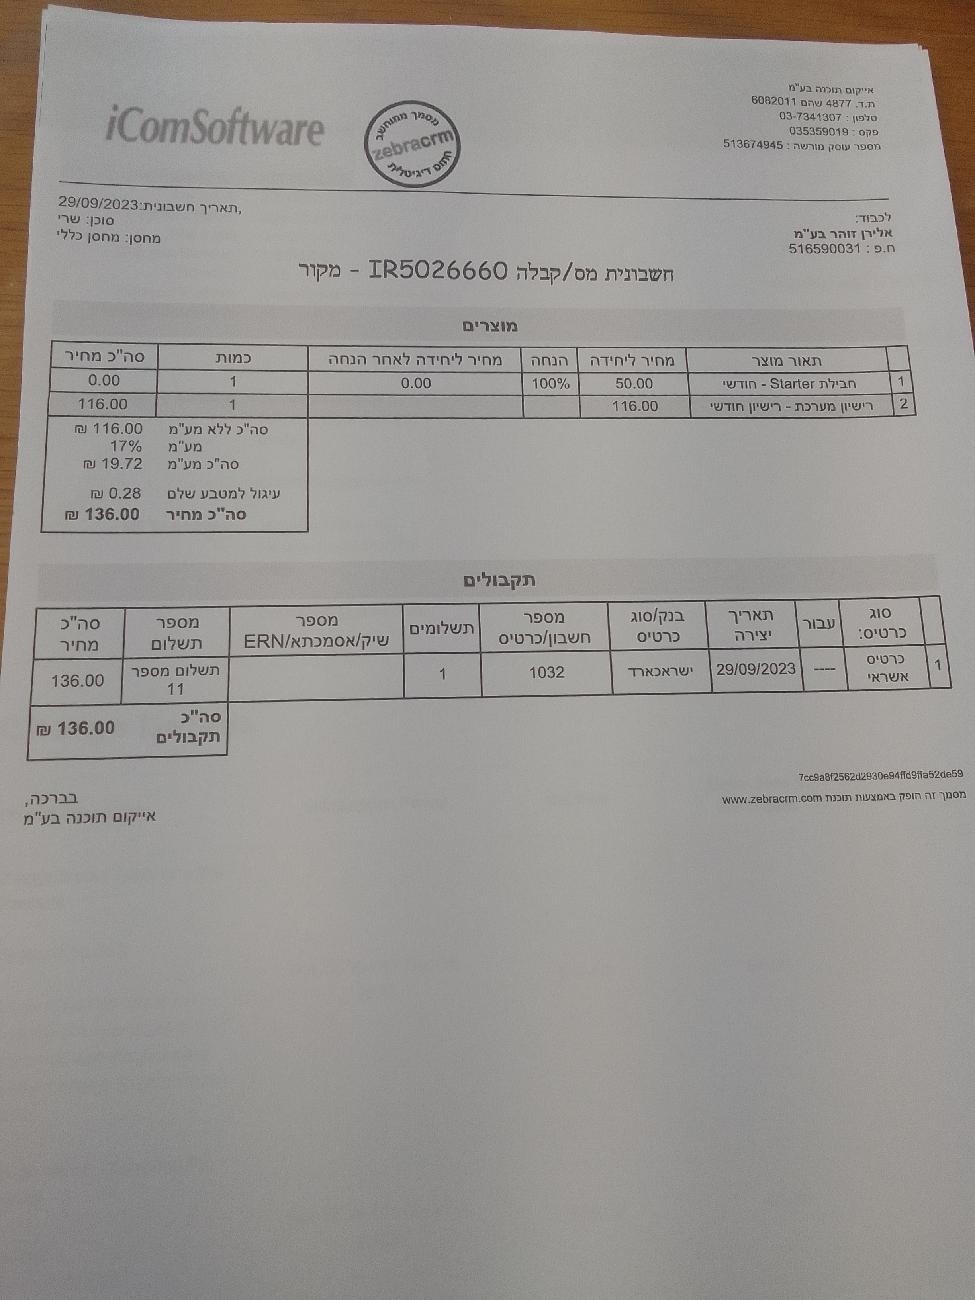 אייקום תוכנה בע"מ
ת.ד. 4877 שהם 6082011
טלפון : 03-7341307
פקס : 035359019
מספר עוסק מורשה : 513674945
iComSoftware
מסמך ממוחשב
zebracrm
חתום דיגיטלית
תאריך חשבונית:29/09/2023,
סוכן: שרי
מחסן: מחסן כללי
לכבוד:
אלירן זוהר בע"מ
ח.פ : 516590031
חשבונית מס/קבלה IR5026660 - מקור
מוצרים
תאור מוצר מחיר ליחידה הנחה מחיר ליחידה לאחר הנחה כמות סה"כ מחיר
1 חבילת Starter - חודשי 50.00 100% 0.00 1 0.00
2 רישיון מערכת - רישיון חודשי 116.00 1 116.00
סה"כ ללא מע"מ 116.00 ₪
מע"מ 17%
סה"כ מע"מ 19.72 ₪
עיגול למטבע שלם 0.28 ₪
סה"כ מחיר 136.00 ₪
תקבולים
סוג כרטיס: עבור תאריך יצירה בנק/סוג כרטיס מספר חשבון/כרטיס תשלומים מספר שיק/אסמכתא/ERN מספר תשלום סה"כ מחיר
1 כרטיס אשראי ---- 29/09/2023 ישראכארד 1032 1 תשלום מספר 11 136.00
סה"כ תקבולים 136.00 ₪
7cc9a8f2562d2930e94ffd9ffa52de59
מסמך זה הופק באמצעות תוכנת www.zebracrm.com
בברכה,
אייקום תוכנה בע"מ